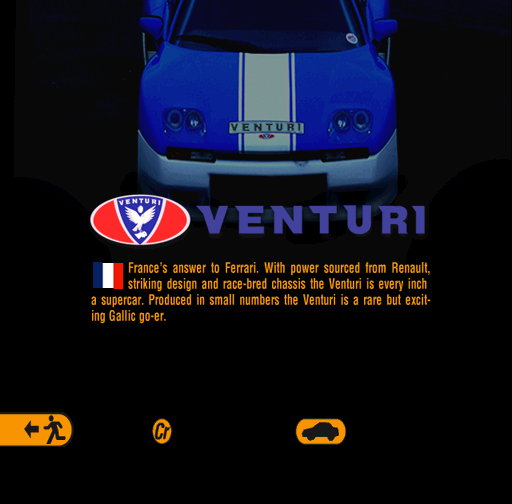 VENTURI
VENTURI
VENTURI
France's answer to Ferrari. With power sourced from Renault,
striking design and race-bred chassis the Venturi is every inch
a supercar. Produced in small numbers the Venturi is a rare but excit-
ing Gallic go-er.
Cr